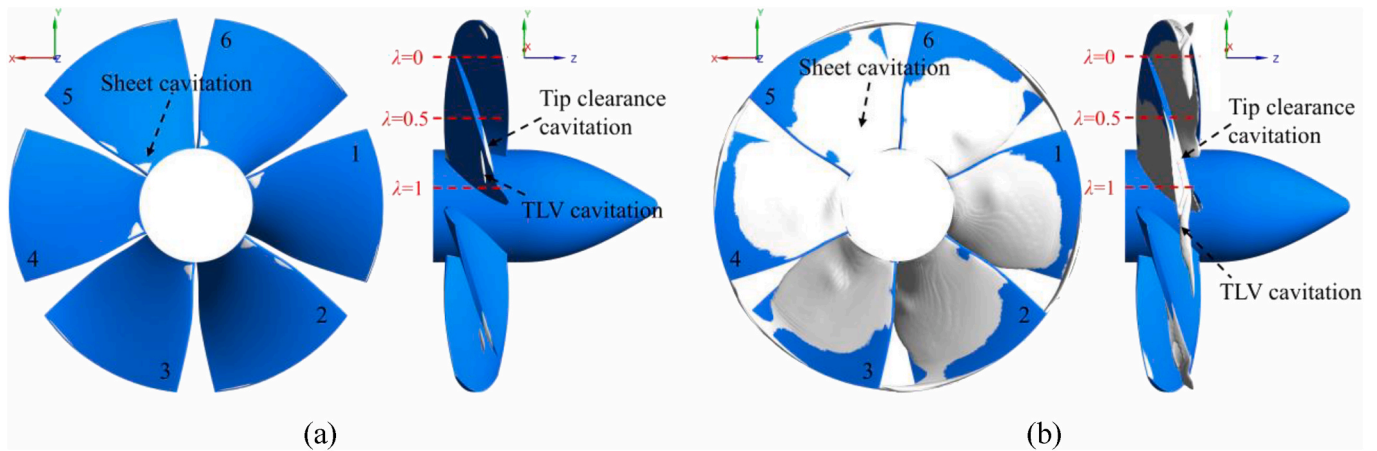 Y
X
Z
6
Sheet cavitation
5
1
4
2
3
Y
X
Z
λ=0
λ=0.5
λ=1
Tip clearance
cavitation
TLV cavitation
(a)
Y
X
Z
6
Sheet cavitation
5
1
4
2
3
Y
X
Z
λ=0
λ=0.5
λ=1
Tip clearance
cavitation
TLV cavitation
(b)